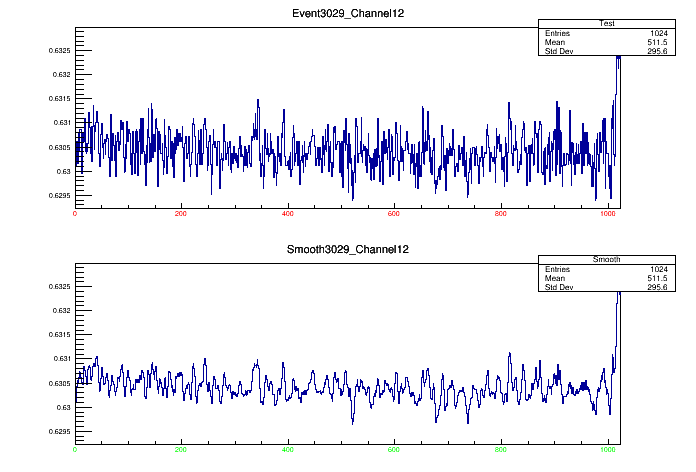 Event3029_Channel12
Test
Entries 1024
Mean 511.5
Std Dev 295.6
0.6325
0.632
0.6315
0.631
0.6305
0.63
0.6295
0 200 400 600 800 1000
Smooth3029_Channel12
Smooth
Entries 1024
Mean 511.5
Std Dev 295.6
0.6325
0.632
0.6315
0.631
0.6305
0.63
0.6295
0 200 400 600 800 1000